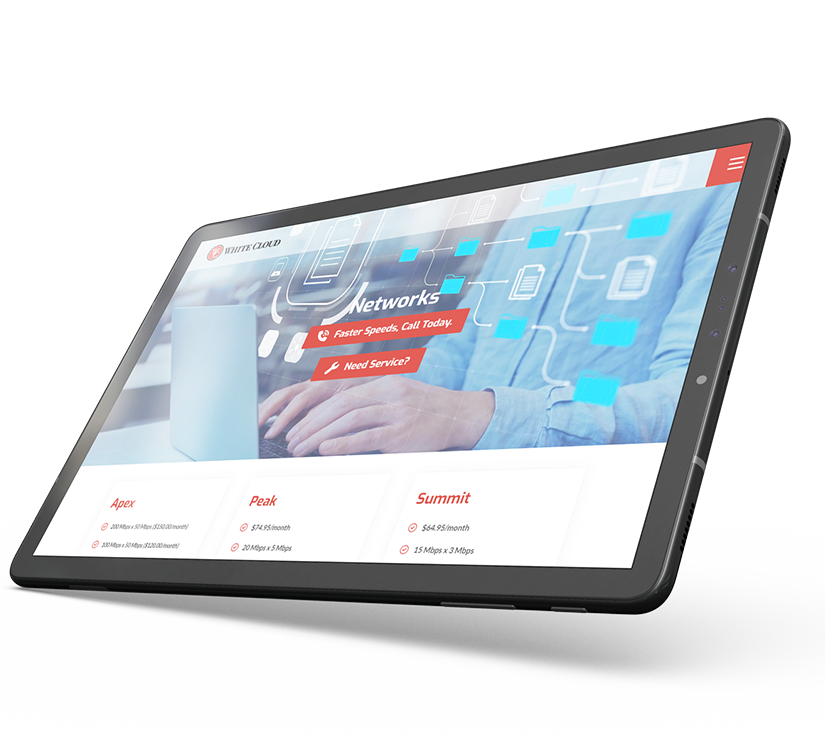 WHITE CLOUD
Networks
Faster Speeds, Call Today.
Need Service?
Apex
200 Mbps x 50 Mbps ($150.00/month)
100 Mbps x 50 Mbps ($120.00/month)
Peak
$74.95/month
20 Mbps x 5 Mbps
Summit
$64.95/month
15 Mbps x 3 Mbps